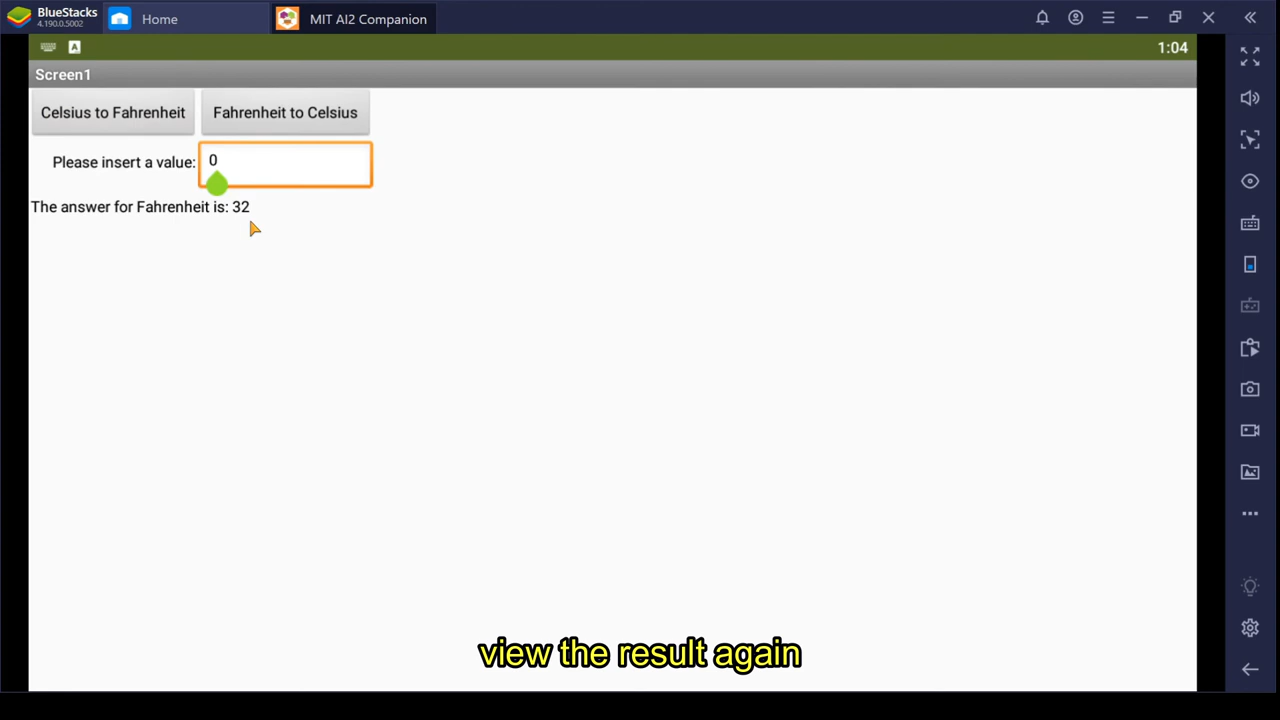 BlueStacks
4.190.0.5002
Home
MIT AI2 Companion
A
1:04
Screen1
Celsius to Fahrenheit
Fahrenheit to Celsius
Please insert a value: 0
The answer for Fahrenheit is: 32
view the result again